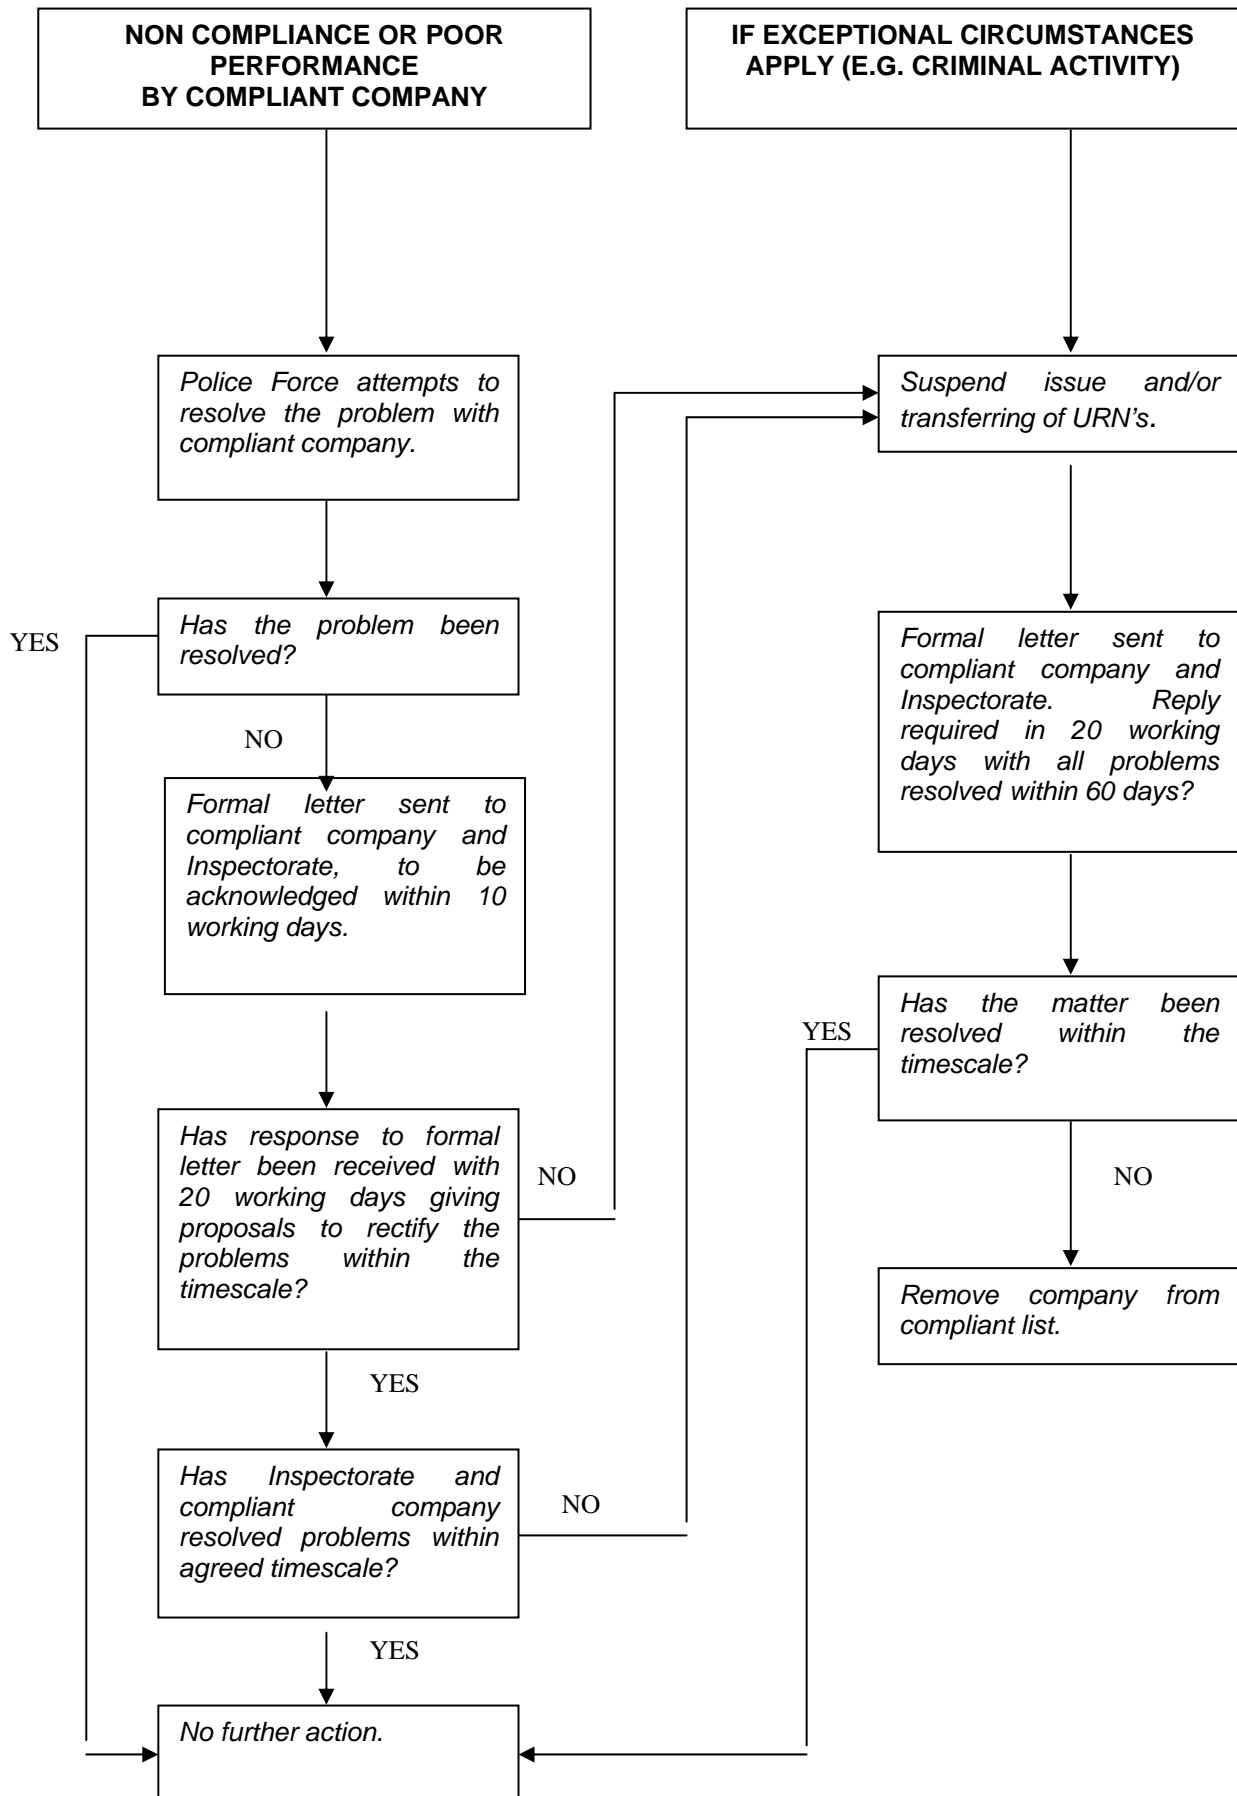 NON COMPLIANCE OR POOR
PERFORMANCE
BY COMPLIANT COMPANY
IF EXCEPTIONAL CIRCUMSTANCES
APPLY (E.G. CRIMINAL ACTIVITY)
Police Force attempts to
resolve the problem with
compliant company.
Suspend issue and/or
transferring of URN's.
YES
Has the problem been
resolved?
NO
Formal letter sent to
compliant company and
Inspectorate, to be
acknowledged within 10
working days.
Formal letter sent to
compliant company and
Inspectorate. Reply
required in 20 working
days with all problems
resolved within 60 days?
YES
Has the matter been
resolved within the
timescale?
Has response to formal
letter been received with
20 working days giving
proposals to rectify the
problems within the
timescale?
NO
NO
Remove company from
compliant list.
YES
Has Inspectorate and
compliant company
resolved problems within
agreed timescale?
NO
YES
No further action.